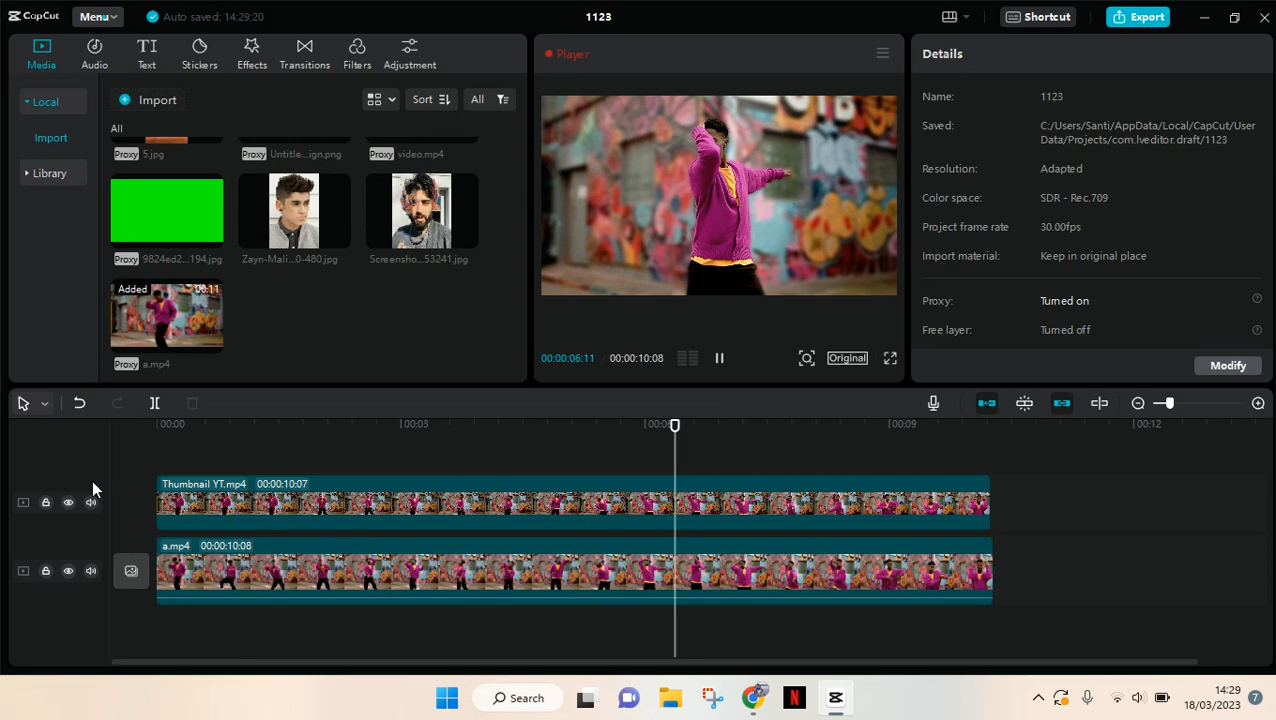 CapCut
Menu
Auto saved: 14:29:20
1123
Shortcut
Export
Media
Audio
Text
Stickers
Effects
Transitions
Filters
Adjustment
Local
Import
Library
Import
Sort
All
All
Proxy 5.jpg
Proxy Untitle...ign.png
Proxy video.mp4
Proxy 9824ed2...194.jpg
Zayn-Mali...0-480.jpg
Proxy Screensho...53241.jpg
Added 00:11
Proxy a.mp4
Player
00:00:06:11 / 00:00:10:08
Original
Details
Name: 1123
Saved: C:/Users/Santi/AppData/Local/CapCut/User
Data/Projects/com.lveditor.draft/1123
Resolution: Adapted
Color space: SDR - Rec.709
Project frame rate 30.00fps
Import material: Keep in original place
Proxy: Turned on
Free layer: Turned off
Modify
00:00
00:03
00:09
00:12
Thumbnail YT.mp4 00:00:10:07
a.mp4 00:00:10:08
Search
14:29
18/03/2023
7